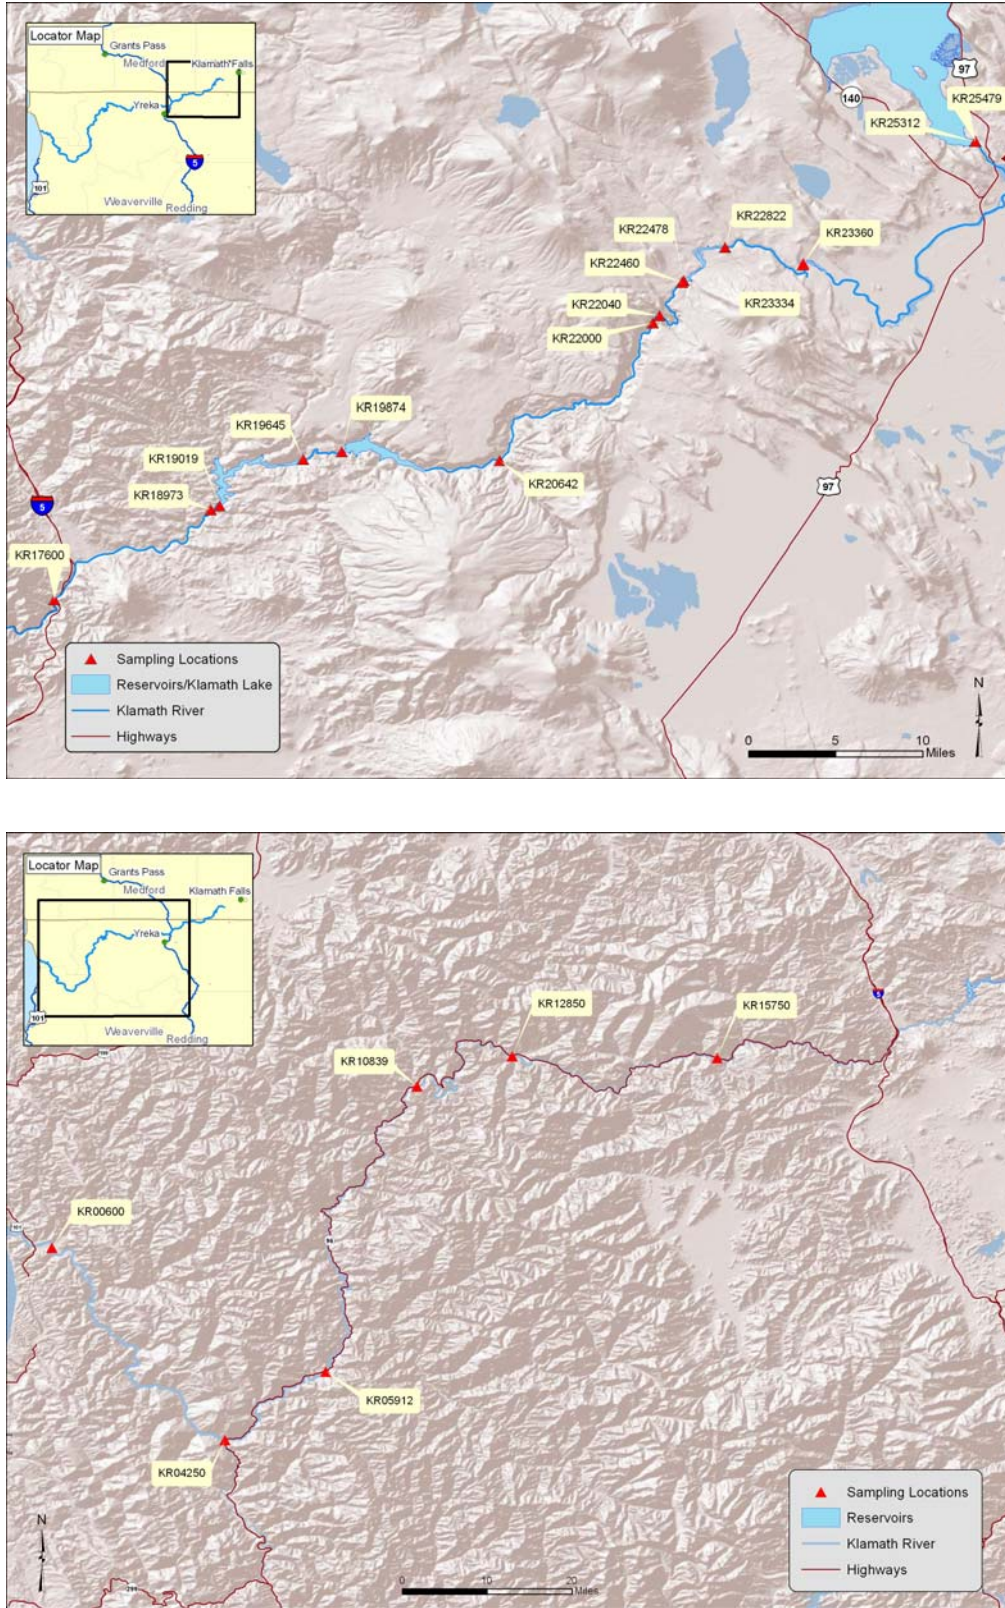 Locator Map
Grants Pass
Medford
Klamath Falls
Yreka
5
101
Weaverville
Redding
97
140
KR25479
KR25312
KR22822
KR22478
KR23360
KR22460
KR22040
KR23334
KR22000
KR19874
KR19645
KR19019
KR20642
KR18973
97
5
KR17600
Sampling Locations
Reservoirs/Klamath Lake
Klamath River
Highways
N
0 5 10
Miles
Locator Map
Grants Pass
Medford
Klamath Falls
Yreka
101
Weaverville
Redding
5
KR12850
KR15750
KR10839
KR00600
101
96
KR05912
KR04250
N
299
0 10 20
Miles
Sampling Locations
Reservoirs
Klamath River
Highways